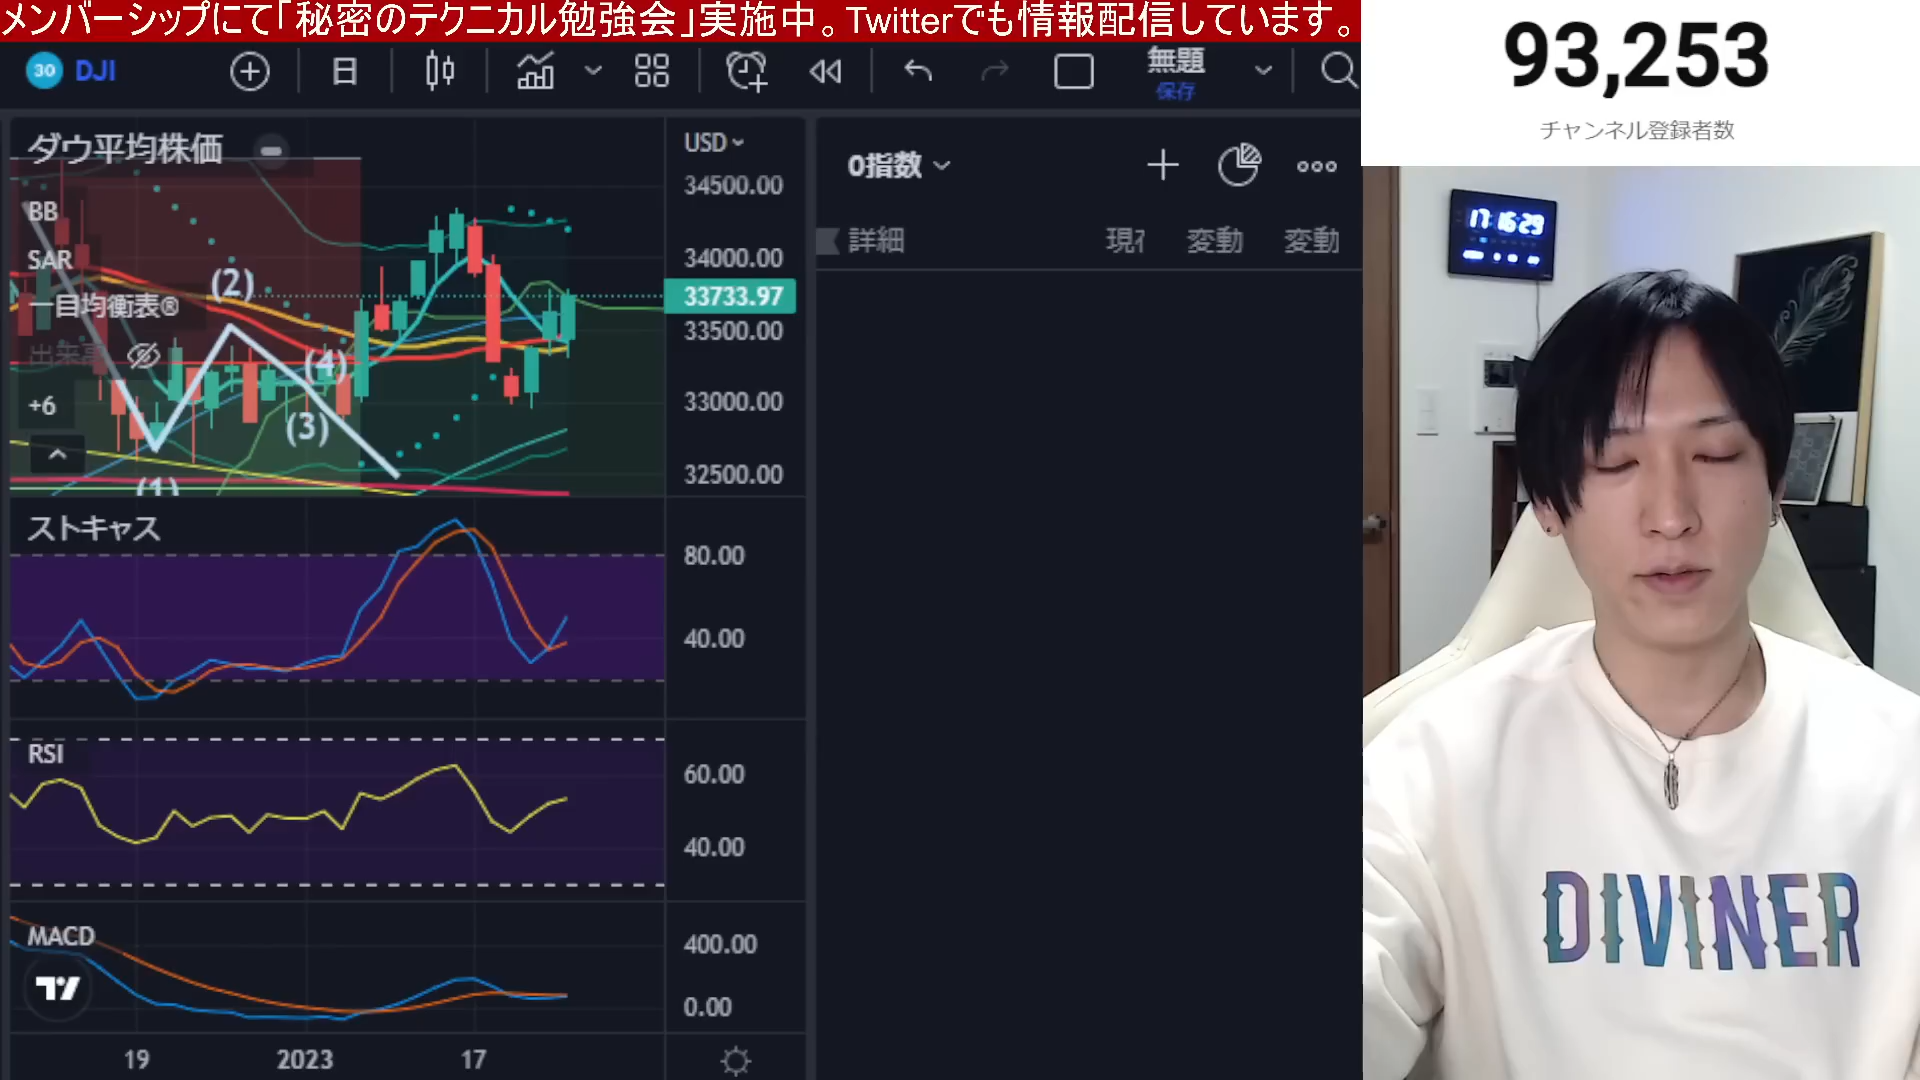 メンバーシップにて「秘密のテクニカル勉強会」実施中。Twitterでも情報配信しています。
93,253
チャンネル登録者数
30 DJI
日
無題
保存
ダウ平均株価
USD
BB
SAR
一目均衡表®
出来高
+6
(1)
(2)
(3)
(4)
34500.00
34000.00
33733.97
33500.00
33000.00
32500.00
0指数
詳細
変動
変動
ストキャス
80.00
40.00
RSI
60.00
40.00
MACD
400.00
0.00
19
2023
17
17:16:29
DIVINER